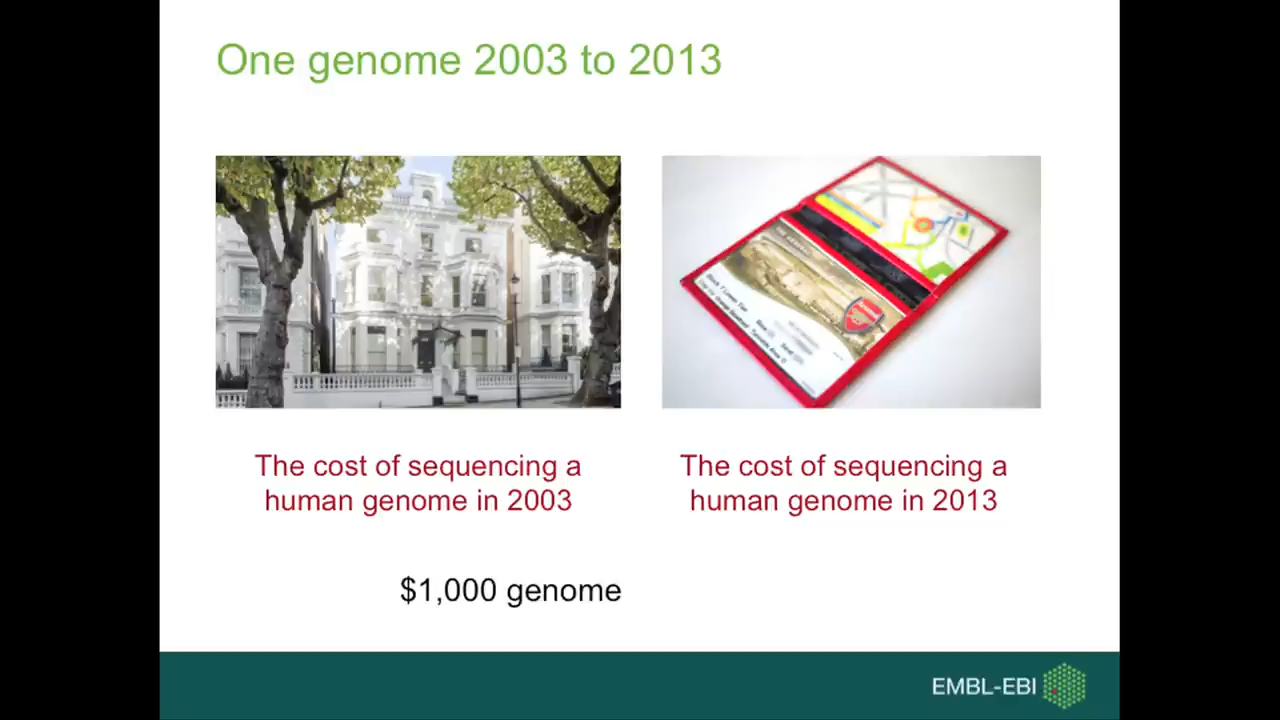 One genome 2003 to 2013
The cost of sequencing a
human genome in 2003
The cost of sequencing a
human genome in 2013
$1,000 genome
EMBL-EBI